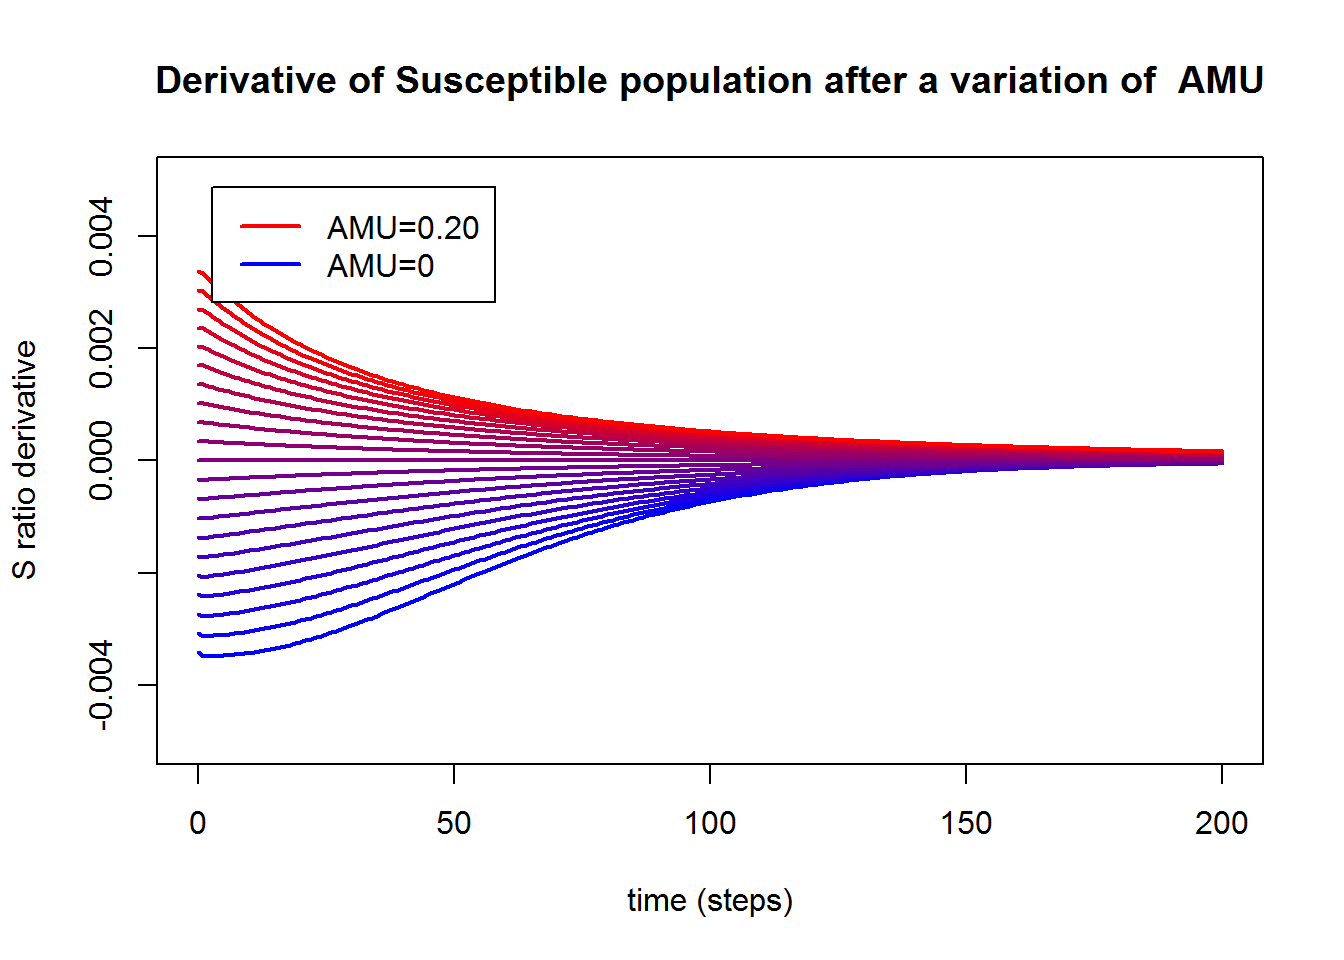 Derivative of Susceptible population after a variation of  AMU
AMU=0.20
AMU=0
0.004
0.002
0.000
-0.004
S ratio derivative
0
50
100
150
200
time (steps)